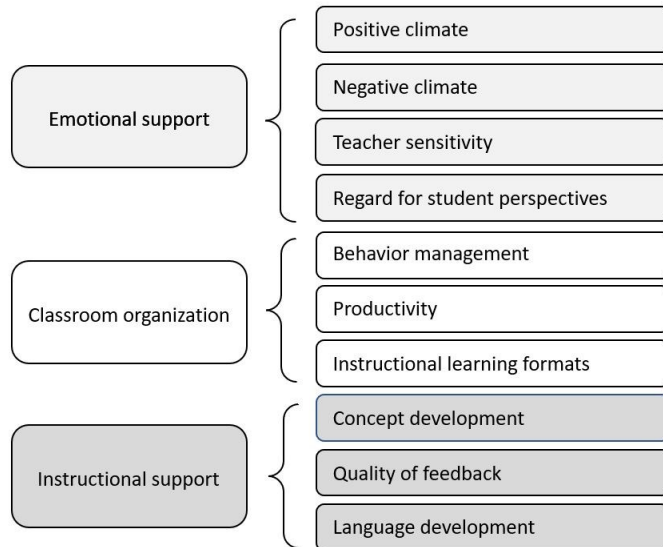 Emotional support
Positive climate
Negative climate
Teacher sensitivity
Regard for student perspectives
Classroom organization
Behavior management
Productivity
Instructional learning formats
Instructional support
Concept development
Quality of feedback
Language development